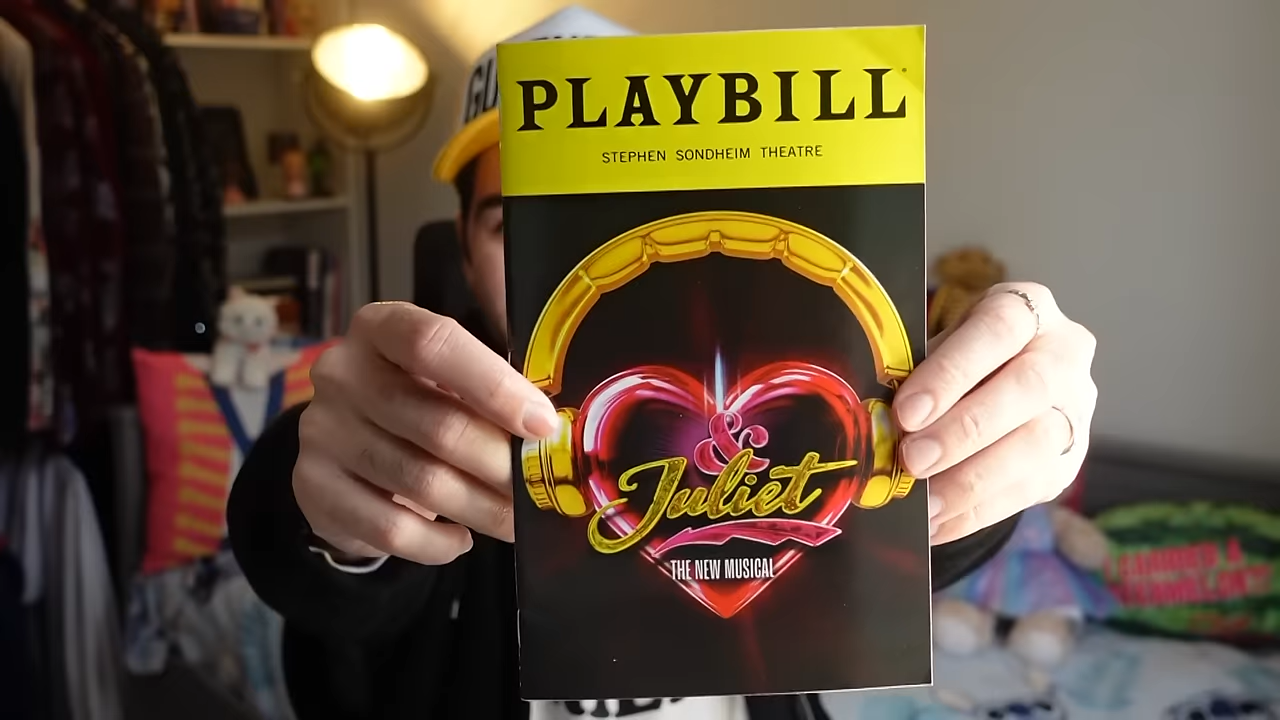 PLAYBILL
STEPHEN SONDHEIM THEATRE
&
Juliet
THE NEW MUSICAL